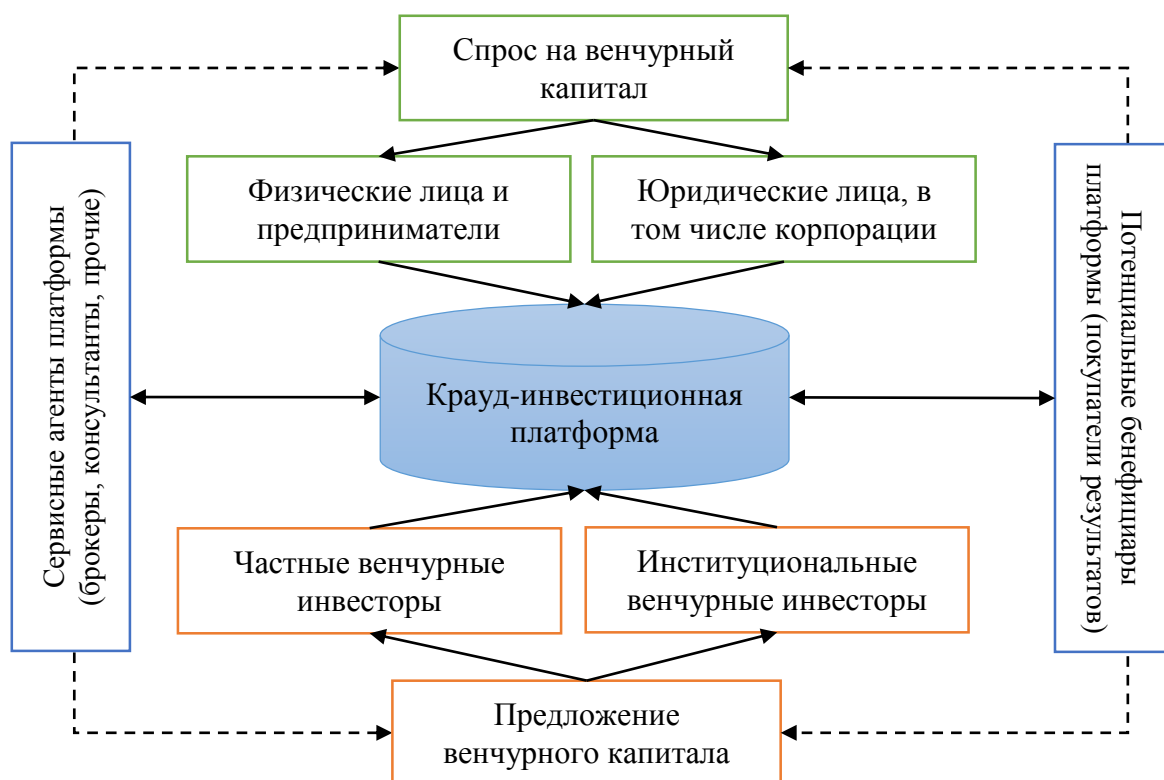 Спрос на венчурный
капитал
Физические лица и
предприниматели
Юридические лица, в
том числе корпорации
Сервисные агенты платформы
(брокеры, консультанты, прочие)
Крауд-инвестиционная
платформа
Потенциальные бенефициары
платформы (покупатели результатов)
Частные венчурные
инвесторы
Институциональные
венчурные инвесторы
Предложение
венчурного капитала